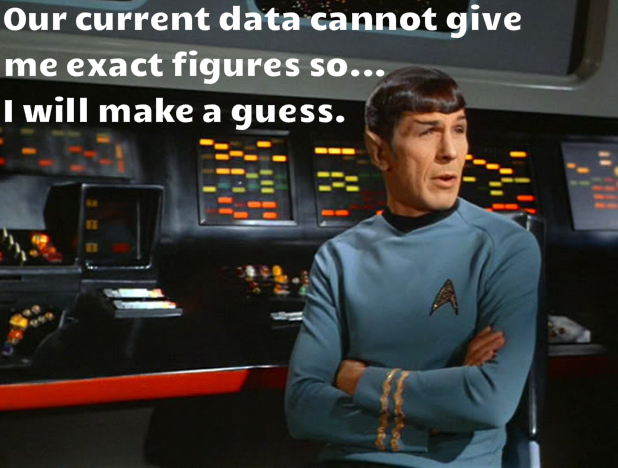 Our current data cannot give
me exact figures so...
I will make a guess.